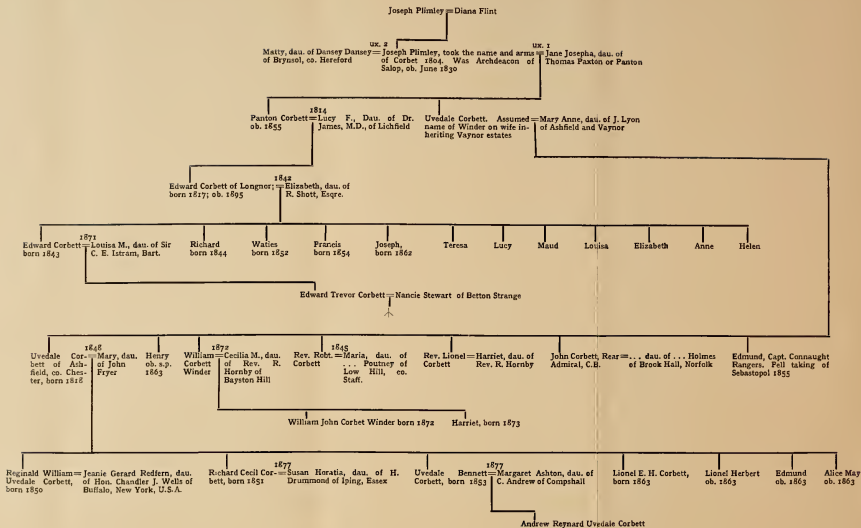 Joseph Plimley=Diana Flint
ux. 2
ux. 1
Matty, dau. of Dansey Dansey=Joseph Plimley, took the name and arms=Jane Josepha, dau. of
of Brynsol, co. Hereford of Corbet 1804. Was Archdeacon of Thomas Paxton or Panton
Salop, ob. June 1830
1814
Panton Corbett=Lucy F., Dau. of Dr. Uvedale Corbett. Assumed=Mary Anne, dau. of J. Lyon
ob. 1855 James, M.D., of Lichfield name of Winder on wife in- of Ashfield and Vaynor
heriting Vaynor estates
1842
Edward Corbett of Longnor;=Elizabeth, dau. of
born 1817; ob. 1895 R. Shott, Esqre.
1871
Edward Corbett=Louisa M., dau. of Sir Richard Waties Francis Joseph, Teresa Lucy Maud Louisa Elizabeth Anne Helen
born 1843 C. E. Istram, Bart. born 1844 born 1852 born 1854 born 1862
Edward Trevor Corbett=Nancie Stewart of Betton Strange
1848 1872 1845
Uvedale Cor-=Mary, dau. Henry William=Cecilia M., dau. Rev. Robt.=Maria, dau. of Rev. Lionel=Harriet, dau. of John Corbett, Rear=... dau. of ... Holmes Edmund, Capt. Connaught
bett of Ash- of John ob. s.p. Corbett of Rev. R. Corbett ... Poutney of Corbett Rev. R. Hornby Admiral, C.B. of Brock Hall, Norfolk Rangers. Fell taking of
field, co. Ches- Fryer 1863 Winder Hornby of Low Hill, co. Sebastopol 1855
ter, born 1818 Bayston Hill Staff.
William John Corbet Winder born 1872 Harriet, born 1873
1877 1877
Reginald William=Jeanie Gerard Redfern, dau. Richard Cecil Cor-=Susan Horatia, dau. of H. Uvedale Bennett=Margaret Ashton, dau. of Lionel E. H. Corbett, Lionel Herbert Edmund Alice May
Uvedale Corbett, of Hon. Chandler J. Wells of bett, born 1851 Drummond of Iping, Essex Corbett, born 1853 C. Andrew of Compshall born 1863 ob. 1863 ob. 1863 ob. 1863
born 1850 Buffalo, New York, U.S.A.
Andrew Reynard Uvedale Corbett